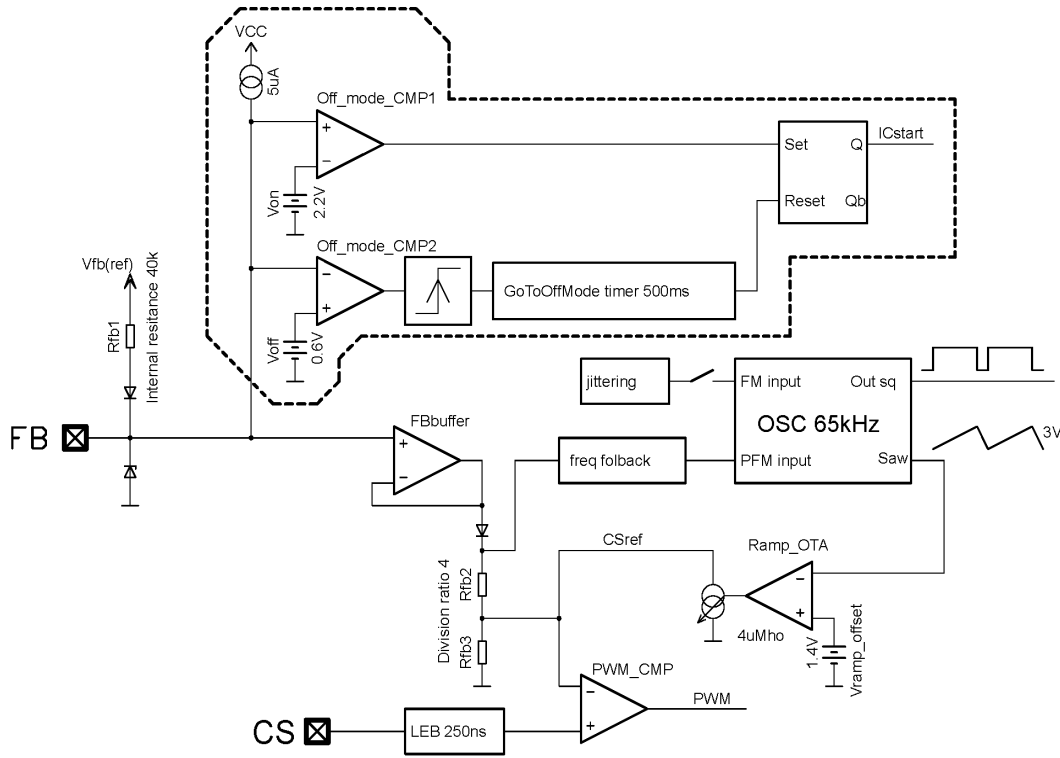 VCC
5uA
Off_mode_CMP1
+
−
Von
2.2V
Set
Q
ICstart
Reset
Qb
Off_mode_CMP2
−
+
Voff
0.6V
GoToOffMode timer 500ms
Vfb(ref)
Rfb1
Internal resitance 40k
FB
FBbuffer
+
−
jittering
FM input
Out sq
OSC 65kHz
freq folback
PFM input
Saw
3V
CSref
Ramp_OTA
−
+
4uMho
1.4V
Vramp_offset
Division ratio 4
Rfb2
Rfb3
PWM_CMP
−
+
PWM
CS
LEB 250ns